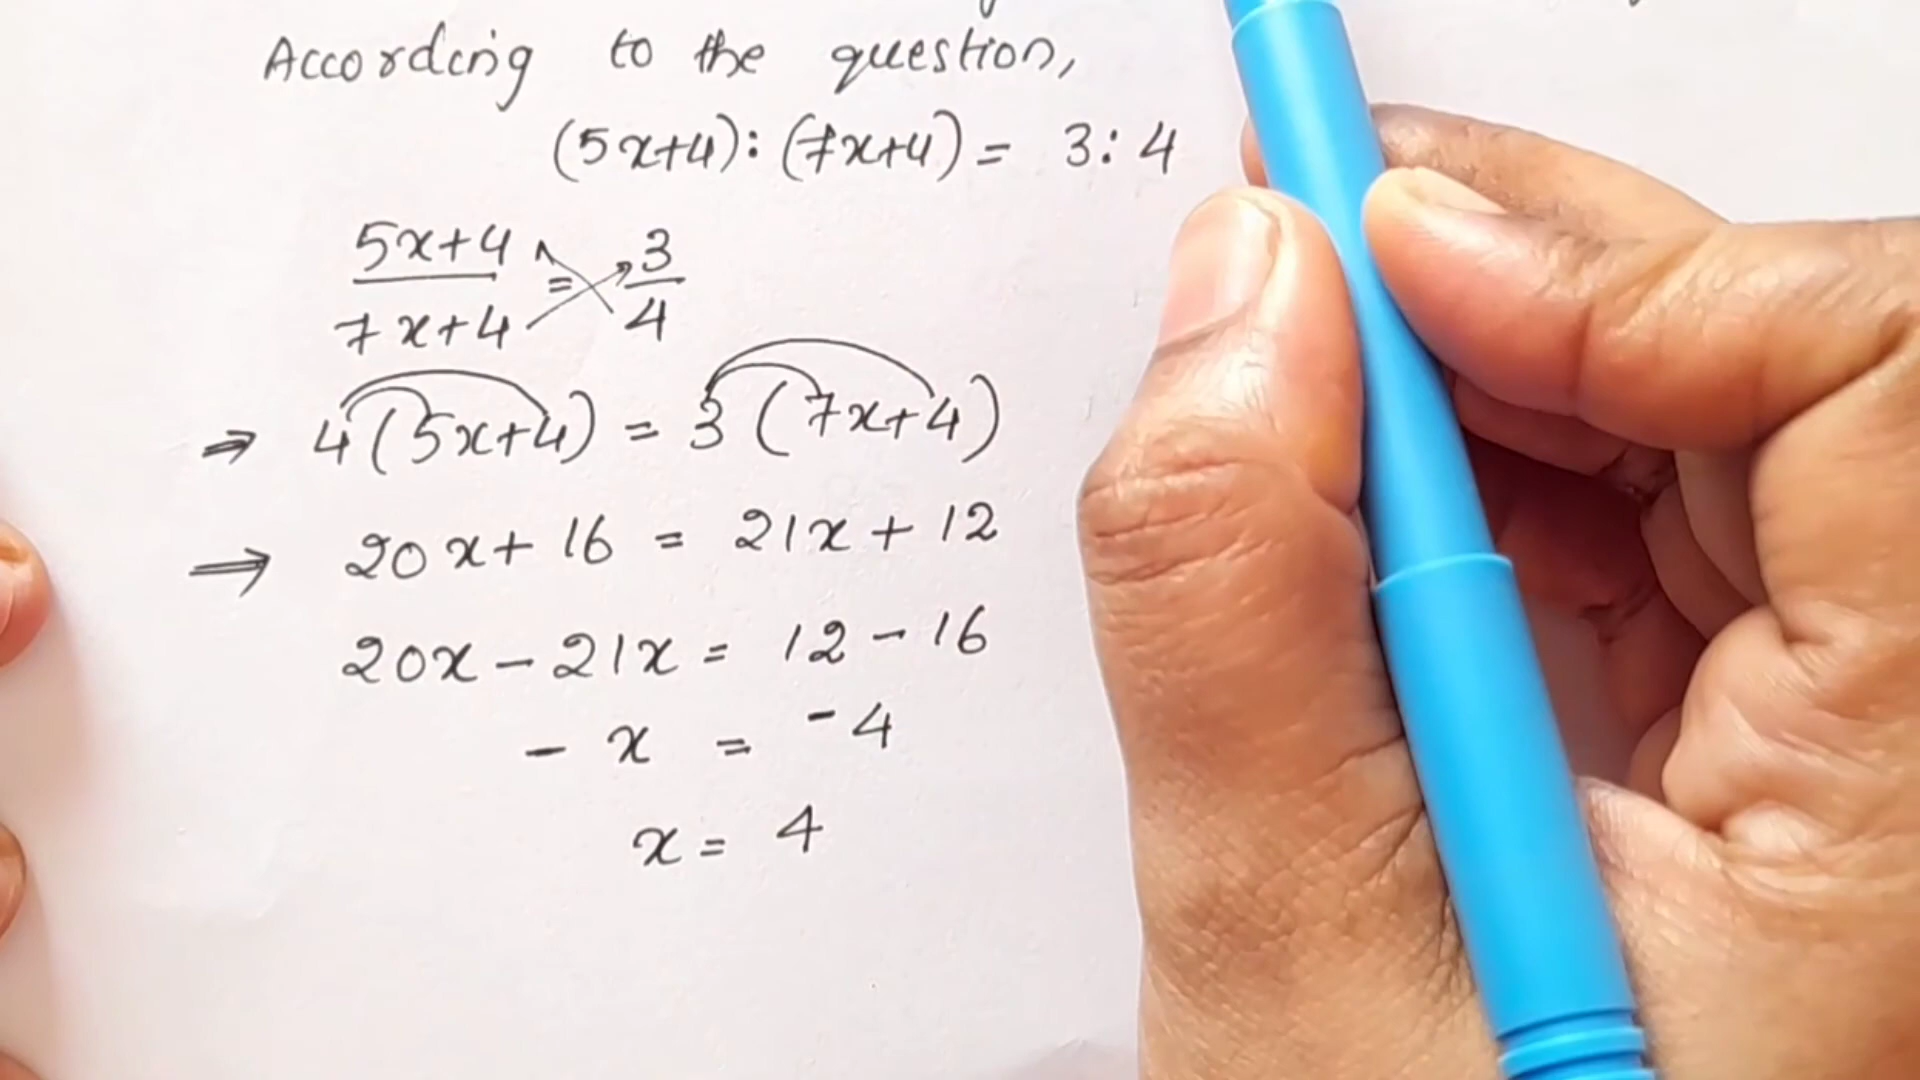 According to the question,
(5x+4):(7x+4) = 3:4
5x+4 / 7x+4 = 3/4
⇒ 4(5x+4) = 3(7x+4)
⇒ 20x+16 = 21x+12
20x-21x = 12-16
-x = -4
x = 4